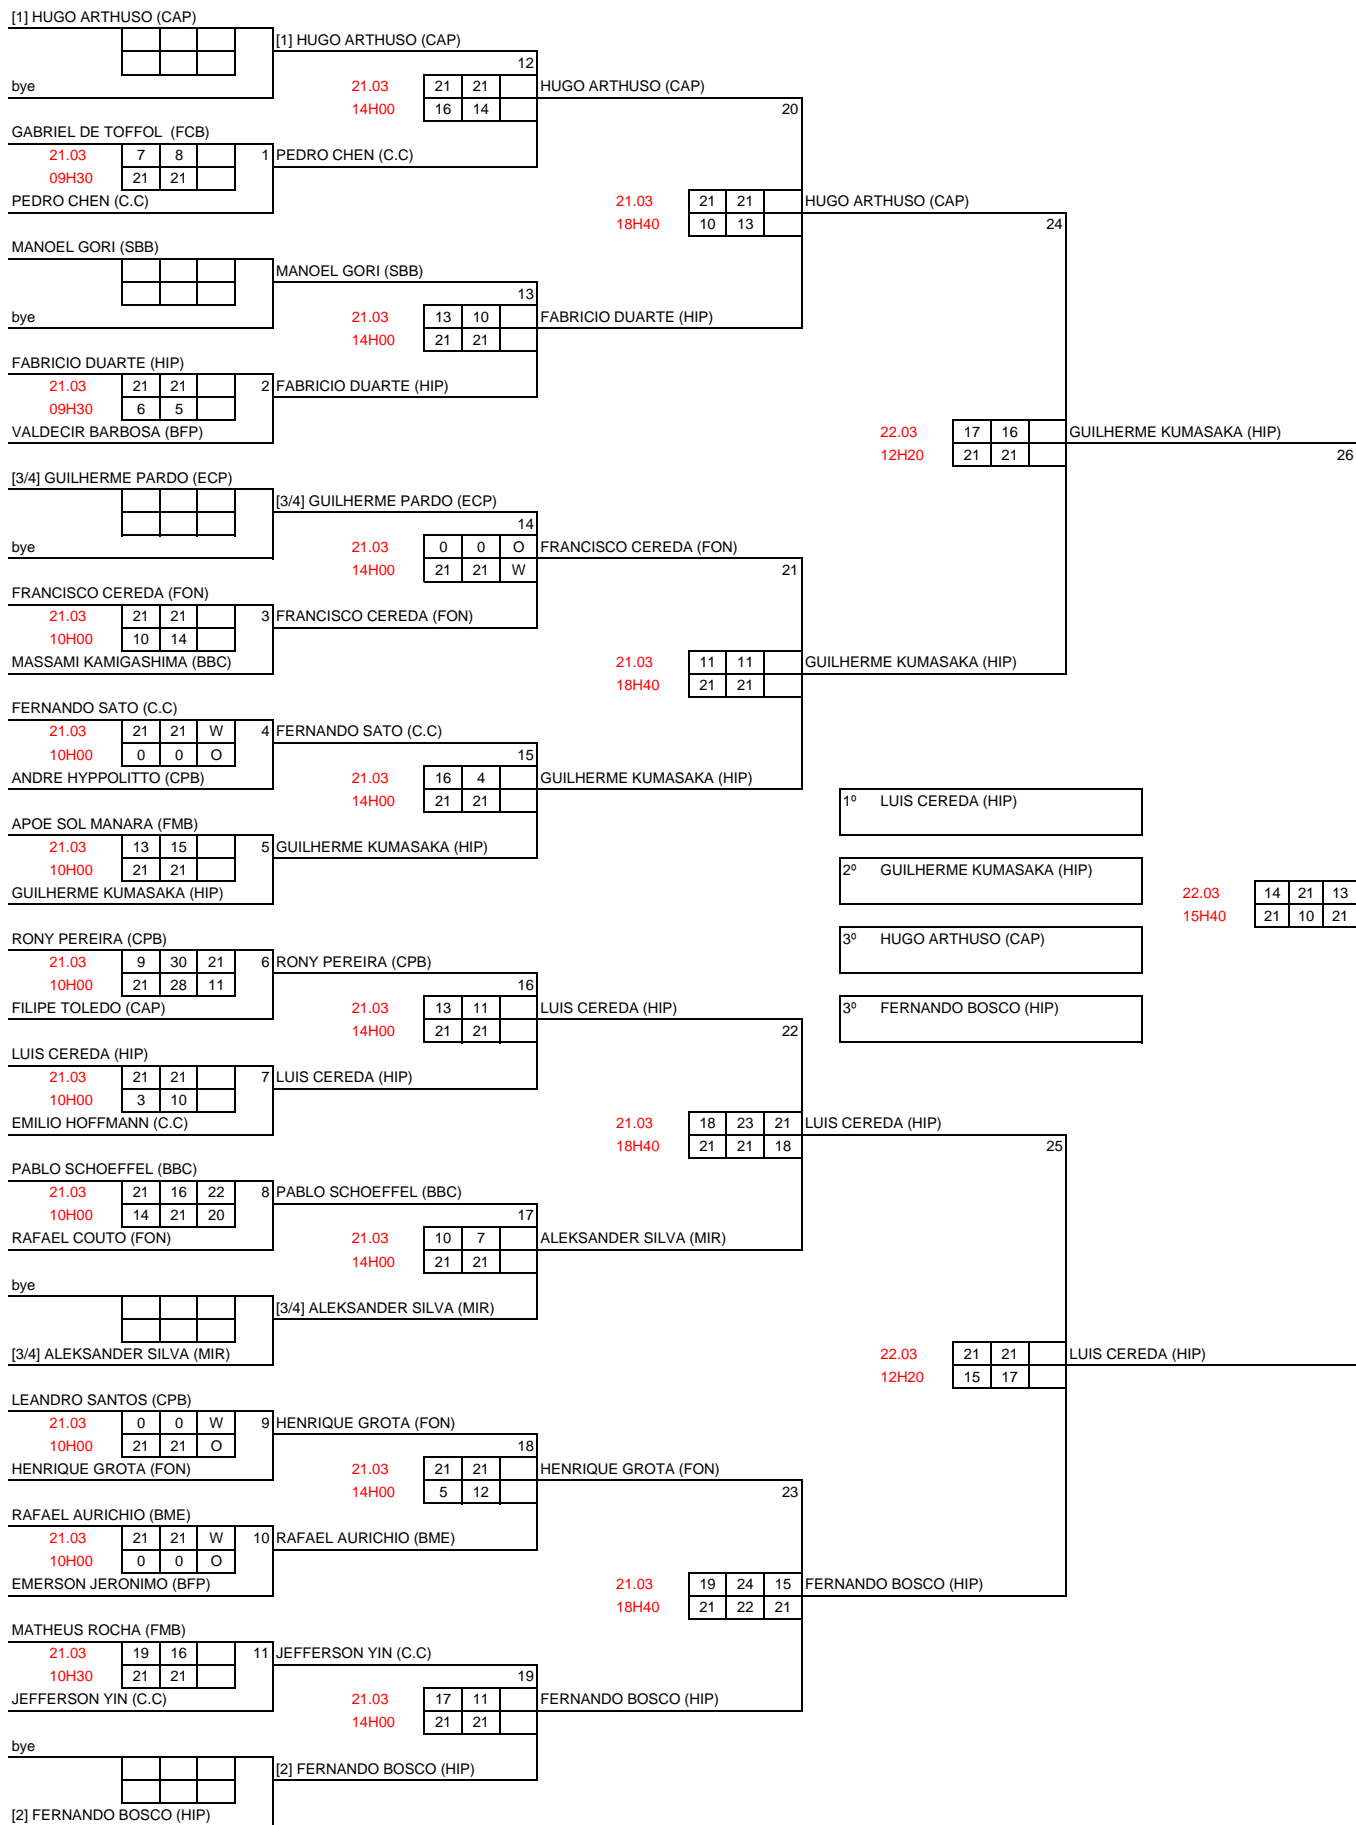 [1] HUGO ARTHUSO (CAP)
[1] HUGO ARTHUSO (CAP)
12
bye 21.03 21 21 HUGO ARTHUSO (CAP)
14H00 16 14 20
GABRIEL DE TOFFOL (FCB)
21.03 7 8 1 PEDRO CHEN (C.C)
09H30 21 21
PEDRO CHEN (C.C) 21.03 21 21 HUGO ARTHUSO (CAP)
18H40 10 13 24
MANOEL GORI (SBB)
MANOEL GORI (SBB)
13
bye 21.03 13 10 FABRICIO DUARTE (HIP)
14H00 21 21
FABRICIO DUARTE (HIP)
21.03 21 21 2 FABRICIO DUARTE (HIP)
09H30 6 5
VALDECIR BARBOSA (BFP) 22.03 17 16 GUILHERME KUMASAKA (HIP)
12H20 21 21 26
[3/4] GUILHERME PARDO (ECP)
[3/4] GUILHERME PARDO (ECP)
14
bye 21.03 0 0 O FRANCISCO CEREDA (FON)
14H00 21 21 W 21
FRANCISCO CEREDA (FON)
21.03 21 21 3 FRANCISCO CEREDA (FON)
10H00 10 14
MASSAMI KAMIGASHIMA (BBC) 21.03 11 11 GUILHERME KUMASAKA (HIP)
18H40 21 21
FERNANDO SATO (C.C)
21.03 21 21 W 4 FERNANDO SATO (C.C)
10H00 0 0 O 15
ANDRE HYPPOLITTO (CPB) 21.03 16 4 GUILHERME KUMASAKA (HIP)
14H00 21 21 1º LUIS CEREDA (HIP)
APOE SOL MANARA (FMB)
21.03 13 15 5 GUILHERME KUMASAKA (HIP)
10H00 21 21 2º GUILHERME KUMASAKA (HIP)
GUILHERME KUMASAKA (HIP) 22.03 14 21 13
15H40 21 10 21
RONY PEREIRA (CPB) 3º HUGO ARTHUSO (CAP)
21.03 9 30 21 6 RONY PEREIRA (CPB)
10H00 21 28 11 16
FILIPE TOLEDO (CAP) 21.03 13 11 LUIS CEREDA (HIP) 3º FERNANDO BOSCO (HIP)
14H00 21 21 22
LUIS CEREDA (HIP)
21.03 21 21 7 LUIS CEREDA (HIP)
10H00 3 10
EMILIO HOFFMANN (C.C) 21.03 18 23 21 LUIS CEREDA (HIP)
18H40 21 21 18 25
PABLO SCHOEFFEL (BBC)
21.03 21 16 22 8 PABLO SCHOEFFEL (BBC)
10H00 14 21 20 17
RAFAEL COUTO (FON) 21.03 10 7 ALEKSANDER SILVA (MIR)
14H00 21 21
bye
[3/4] ALEKSANDER SILVA (MIR)
[3/4] ALEKSANDER SILVA (MIR) 22.03 21 21 LUIS CEREDA (HIP)
12H20 15 17
LEANDRO SANTOS (CPB)
21.03 0 0 W 9 HENRIQUE GROTA (FON)
10H00 21 21 O 18
HENRIQUE GROTA (FON) 21.03 21 21 HENRIQUE GROTA (FON)
14H00 5 12 23
RAFAEL AURICHIO (BME)
21.03 21 21 W 10 RAFAEL AURICHIO (BME)
10H00 0 0 O
EMERSON JERONIMO (BFP) 21.03 19 24 15 FERNANDO BOSCO (HIP)
18H40 21 22 21
MATHEUS ROCHA (FMB)
21.03 19 16 11 JEFFERSON YIN (C.C)
10H30 21 21 19
JEFFERSON YIN (C.C) 21.03 17 11 FERNANDO BOSCO (HIP)
14H00 21 21
bye
[2] FERNANDO BOSCO (HIP)
[2] FERNANDO BOSCO (HIP)